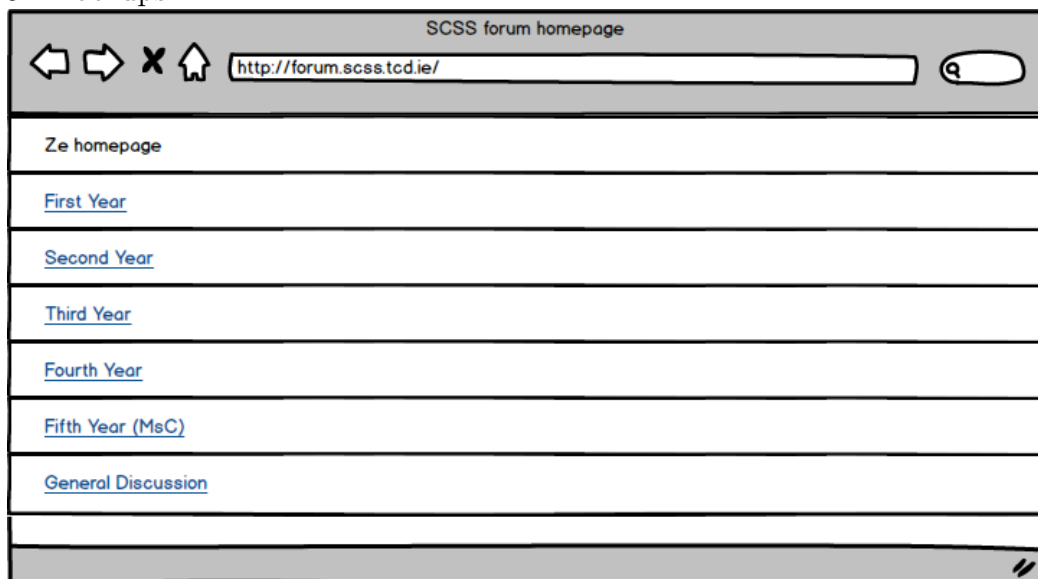 SCSS forum homepage
http://forum.scss.tcd.ie/
Ze homepage
First Year
Second Year
Third Year
Fourth Year
Fifth Year (MsC)
General Discussion